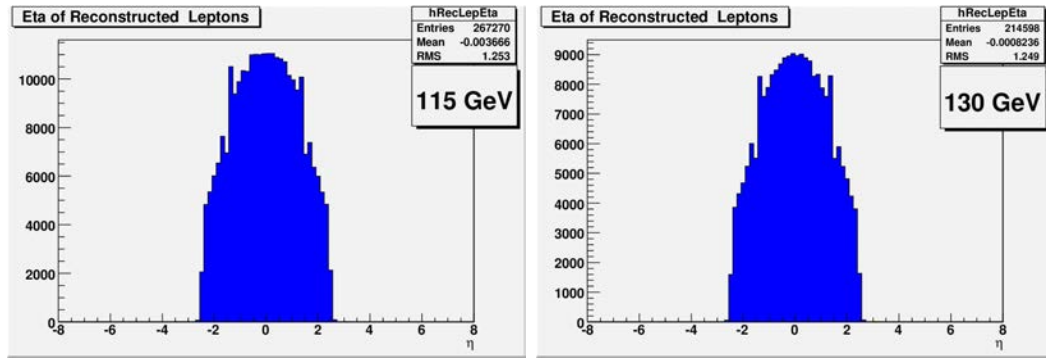 Eta of Reconstructed Leptons
hRecLepEta
Entries 267270
Mean -0.003666
RMS 1.253
115 GeV
10000
8000
6000
4000
2000
0
-8 -6 -4 -2 0 2 4 6 8
η
Eta of Reconstructed Leptons
hRecLepEta
Entries 214598
Mean -0.0008236
RMS 1.249
130 GeV
9000
8000
7000
6000
5000
4000
3000
2000
1000
0
-8 -6 -4 -2 0 2 4 6 8
η